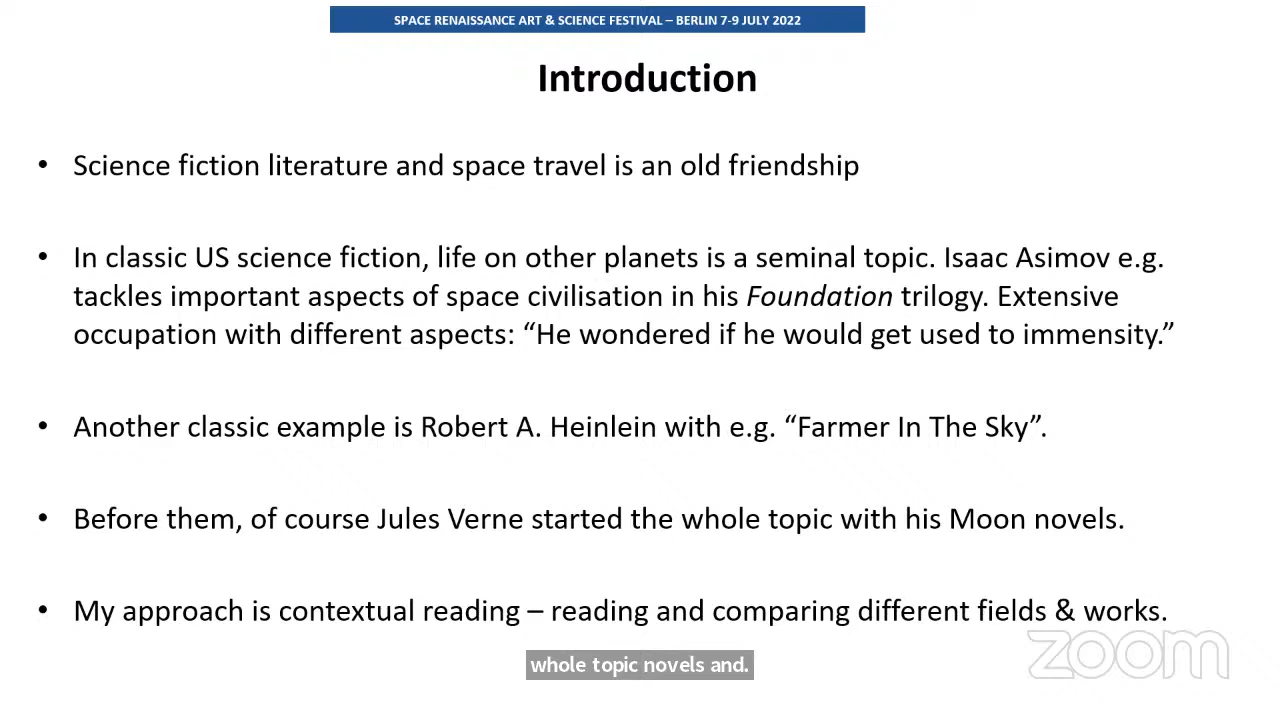 SPACE RENAISSANCE ART & SCIENCE FESTIVAL – BERLIN 7-9 JULY 2022
Introduction
• Science fiction literature and space travel is an old friendship
• In classic US science fiction, life on other planets is a seminal topic. Isaac Asimov e.g.
tackles important aspects of space civilisation in his Foundation trilogy. Extensive
occupation with different aspects: “He wondered if he would get used to immensity.”
• Another classic example is Robert A. Heinlein with e.g. “Farmer In The Sky”.
• Before them, of course Jules Verne started the whole topic with his Moon novels.
• My approach is contextual reading – reading and comparing different fields & works.
whole topic novels and.
zoom